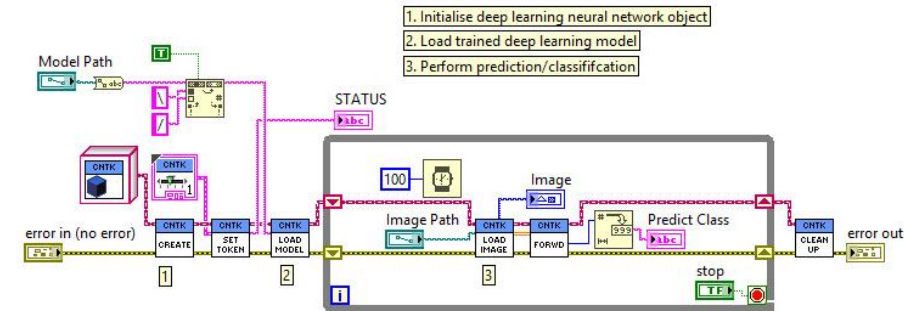 1. Initialise deep learning neural network object
2. Load trained deep learning model
3. Perform prediction/classififcation
Model Path
T
abc
\
/
STATUS
abc
CNTK
CNTK
1
100
Image
Image Path
Predict Class
#
999
abc
error in (no error)
CNTK
CREATE
CNTK
SET
TOKEN
CNTK
LOAD
MODEL
CNTK
LOAD
IMAGE
CNTK
FORWD
CNTK
CLEAN
UP
error out
1
2
3
stop
TF
i